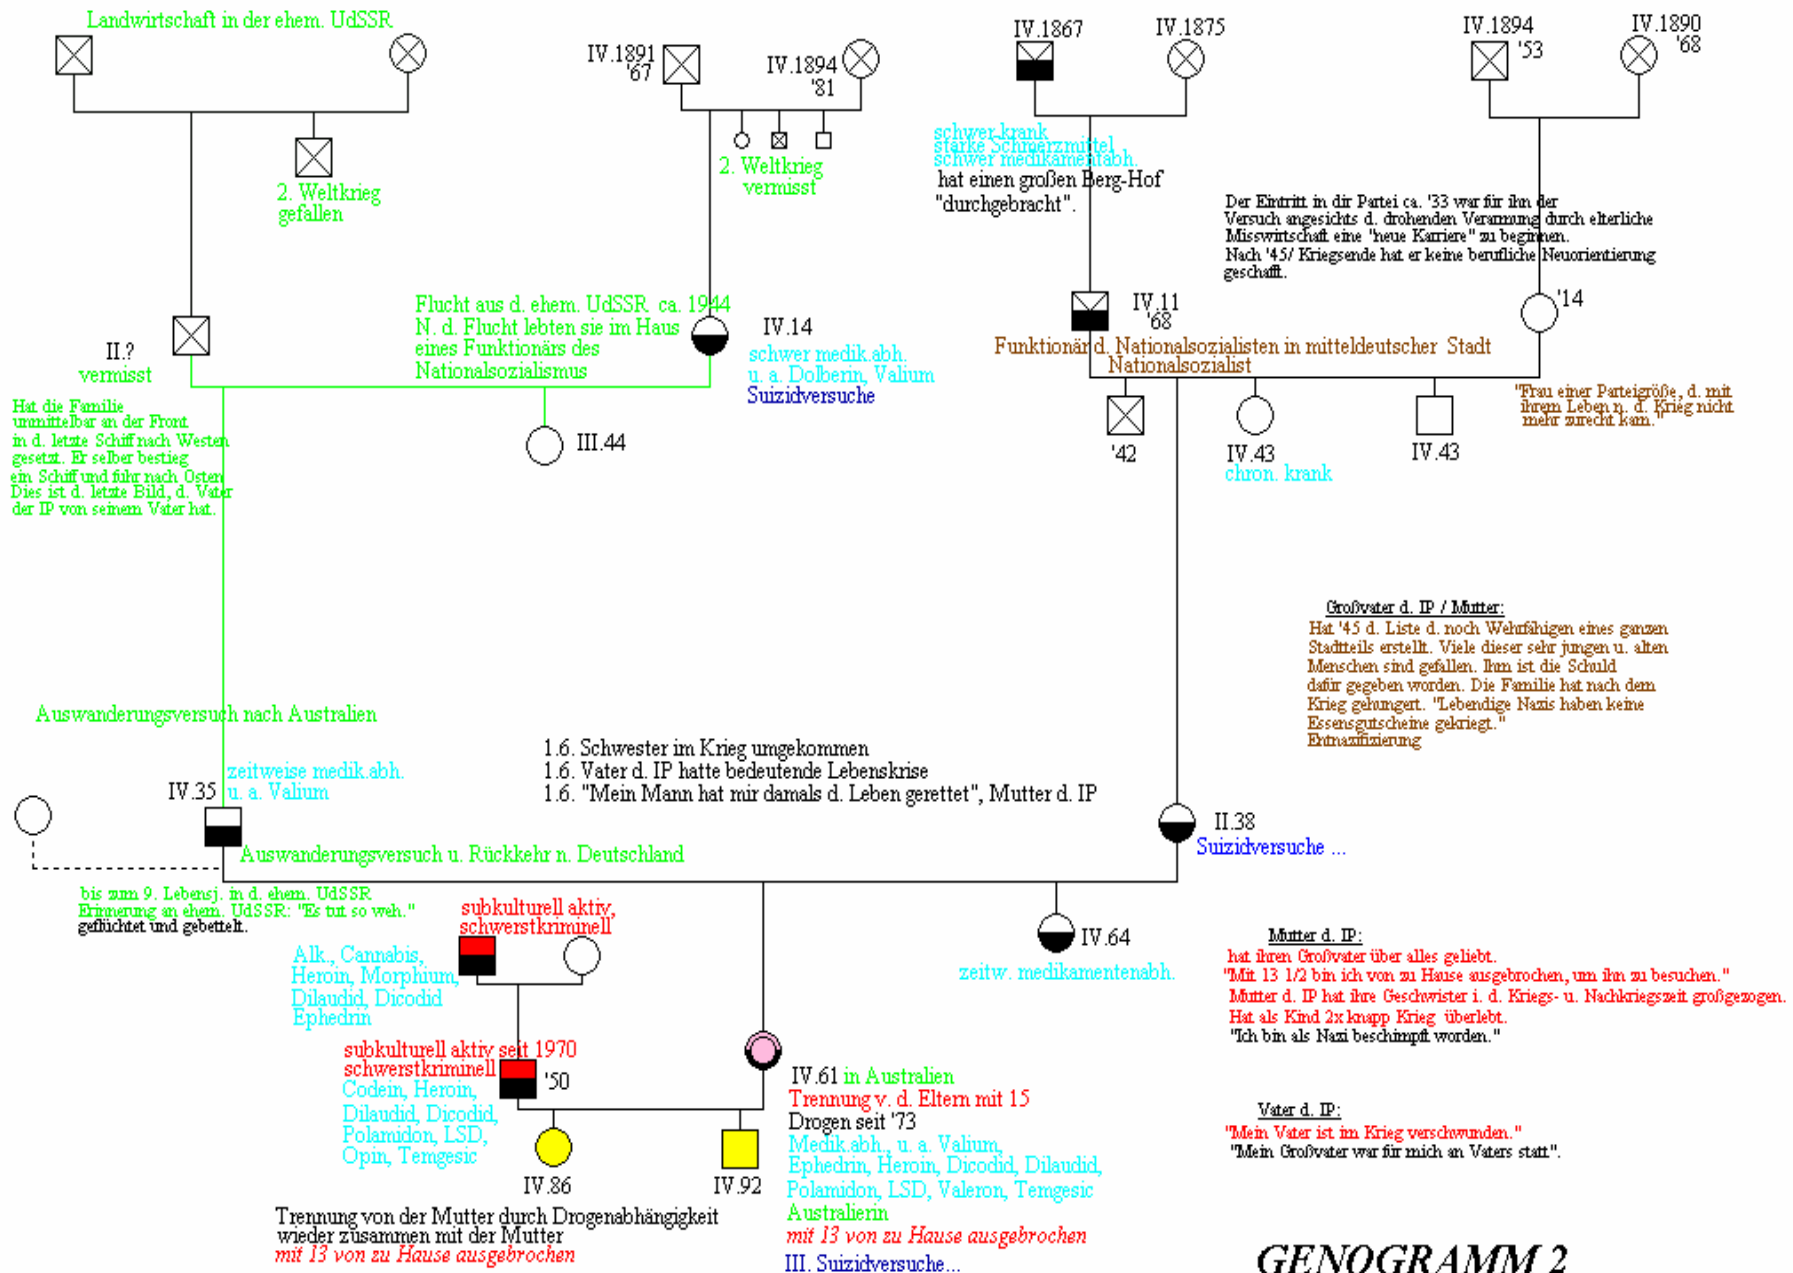 Landwirtschaft in der ehem. UdSSR
IV.1891
'67
IV.1894
'81
IV.1867
IV.1875
IV.1894
'53
IV.1890
'68
2. Weltkrieg
gefallen
2. Weltkrieg
vermisst
schwer krank
starke Schmerzmittel
schwer medikamentabh.
hat einen großen Berg-Hof
"durchgebracht".
Der Eintritt in dir Partei ca. '33 war für ihn der
Versuch angesichts d. drohenden Verarmung durch elterliche
Misswirtschaft eine "neue Karriere" zu beginnen.
Nach '45/ Kriegsende hat er keine berufliche Neuorientierung
geschafft.
II.?
vermisst
Flucht aus d. ehem. UdSSR ca. 1944
N. d. Flucht lebten sie im Haus
eines Funktionärs des
Nationalsozialismus
IV.14
schwer medik.abh.
u. a. Dolberin, Valium
Suizidversuche
IV.11
'68
'14
Funktionär d. Nationalsozialisten in mitteldeutscher Stadt
Nationalsozialist
"Frau einer Parteigröße, d. mit
ihrem Leben n. d. Krieg nicht
mehr zurecht kam."
Hat die Familie
unmittelbar an der Front
in d. letzte Schiff nach Westen
gesetzt. Er selber bestieg
ein Schiff und fuhr nach Osten
Dies ist d. letzte Bild, d. Vater
der IP von seinem Vater hat.
III.44
'42
IV.43
chron. krank
IV.43
Großvater d. IP / Mutter:
Hat '45 d. Liste d. noch Wehrfähigen eines ganzen
Stadtteils erstellt. Viele dieser sehr jungen u. alten
Menschen sind gefallen. Ihm ist die Schuld
dafür gegeben worden. Die Familie hat nach dem
Krieg gehungert. "Lebendige Nazis haben keine
Essensgutscheine gekriegt."
Entnazifizierung
Auswanderungsversuch nach Australien
1.6. Schwester im Krieg umgekommen
1.6. Vater d. IP hatte bedeutende Lebenskrise
1.6. "Mein Mann hat mir damals d. Leben gerettet", Mutter d. IP
IV.35
zeitweise medik.abh.
u. a. Valium
II.38
Suizidversuche ...
Auswanderungsversuch u. Rückkehr n. Deutschland
bis zum 9. Lebensj. in d. ehem. UdSSR
Erinnerung an ehem. UdSSR: "Es tut so weh."
geflüchtet und gebettelt.
subkulturell aktiv,
schwerstkriminell
Alk., Cannabis,
Heroin, Morphium,
Dilaudid, Dicodid
Ephedrin
IV.64
zeitw. medikamentenabh.
Mutter d. IP:
hat ihren Großvater über alles geliebt.
"Mit 13 1/2 bin ich von zu Hause ausgebrochen, um ihn zu besuchen."
Mutter d. IP hat ihre Geschwister i. d. Kriegs- u. Nachkriegszeit großgezogen.
Hat als Kind 2x knapp Krieg überlebt.
"Ich bin als Nazi beschimpft worden."
subkulturell aktiv seit 1970
schwerstkriminell
'50
Codein, Heroin,
Dilaudid, Dicodid,
Polamidon, LSD,
Opin, Temgesic
IV.61 in Australien
Trennung v. d. Eltern mit 15
Drogen seit '73
Medik.abh., u. a. Valium,
Ephedrin, Heroin, Dicodid, Dilaudid,
Polamidon, LSD, Valeron, Temgesic
Australierin
mit 13 von zu Hause ausgebrochen
III. Suizidversuche...
Vater d. IP:
"Mein Vater ist im Krieg verschwunden."
"Mein Großvater war für mich an Vaters statt".
IV.86
IV.92
Trennung von der Mutter durch Drogenabhängigkeit
wieder zusammen mit der Mutter
mit 13 von zu Hause ausgebrochen
GENOGRAMM 2